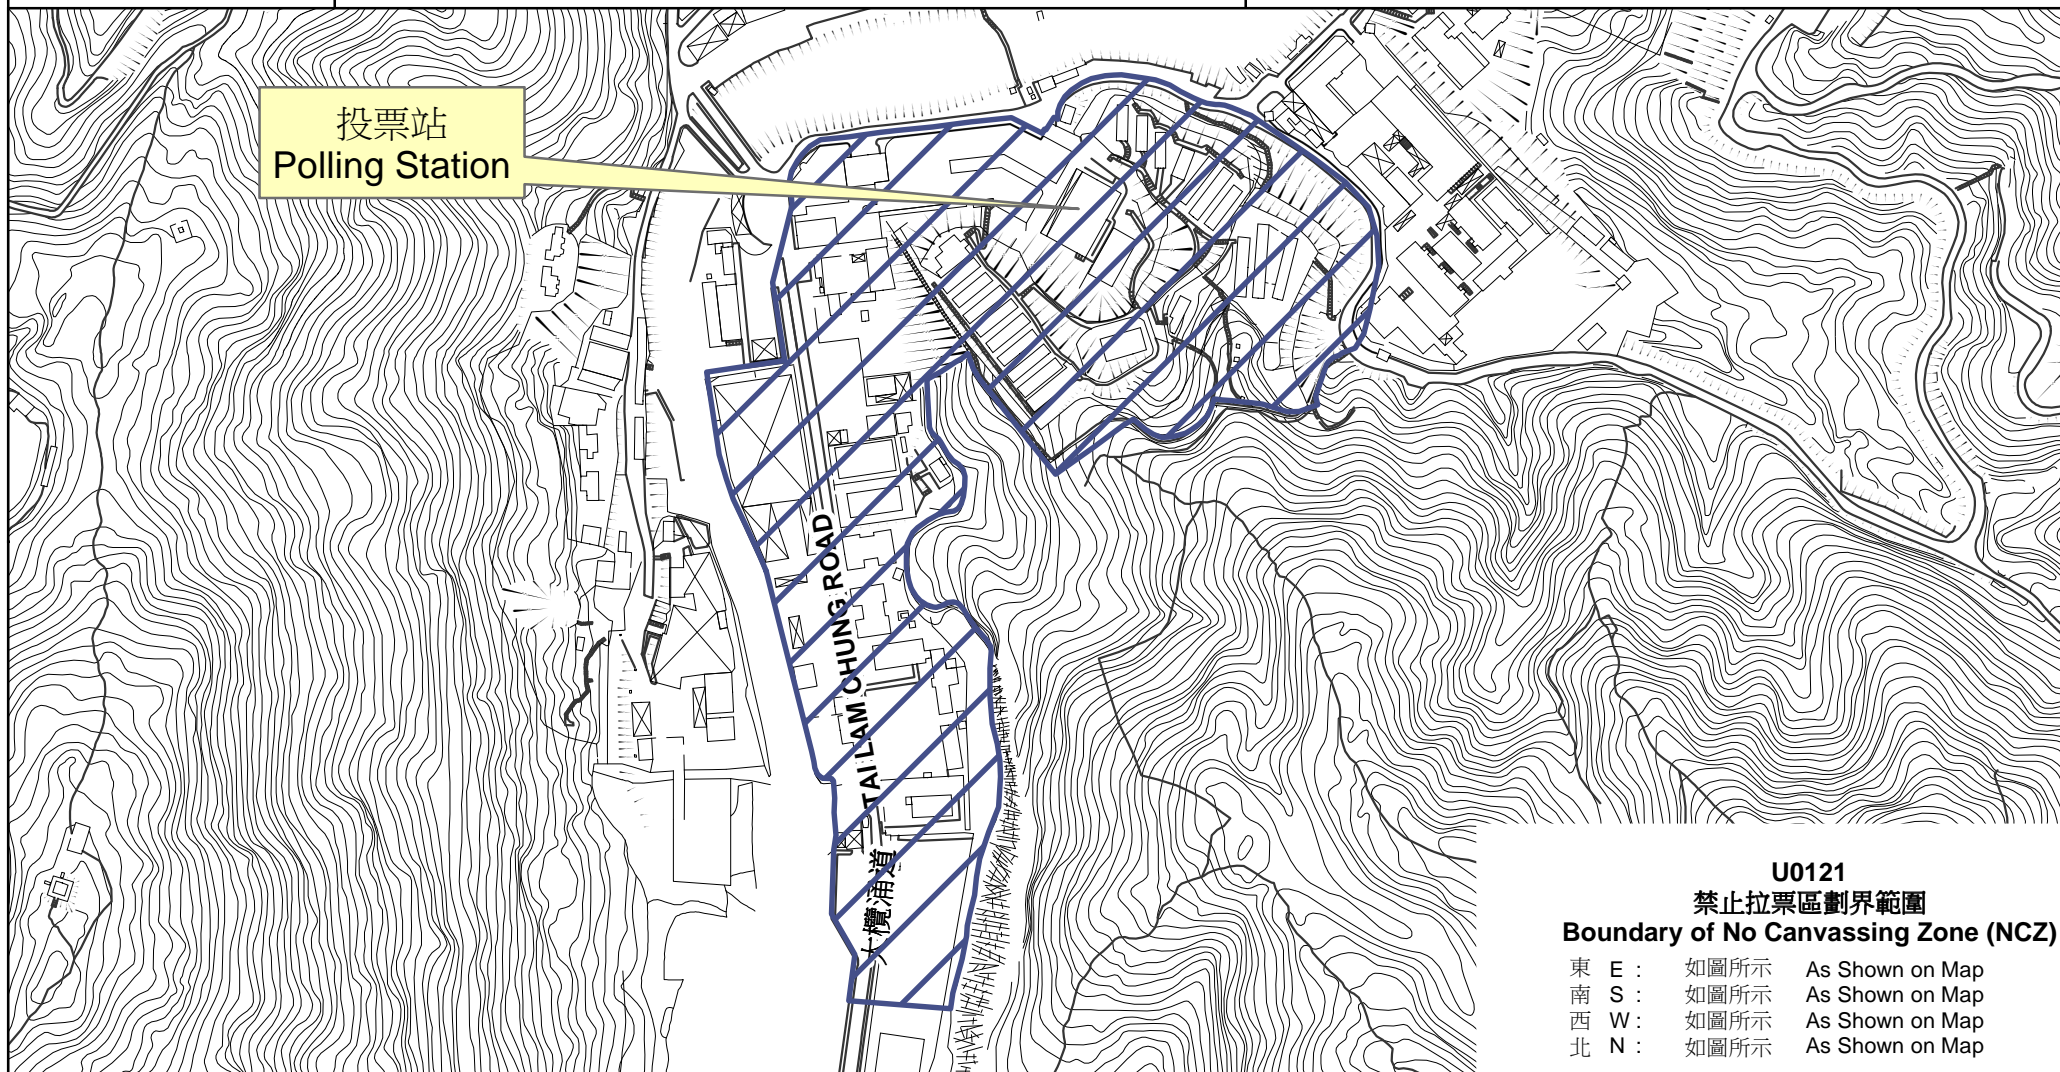 投票站
Polling Station
大欖涌道 TAI LAM CHUNG ROAD
U0121
禁止拉票區劃界範圍
Boundary of No Canvassing Zone (NCZ)
東 E : 如圖所示 As Shown on Map
南 S : 如圖所示 As Shown on Map
西 W : 如圖所示 As Shown on Map
北 N : 如圖所示 As Shown on Map